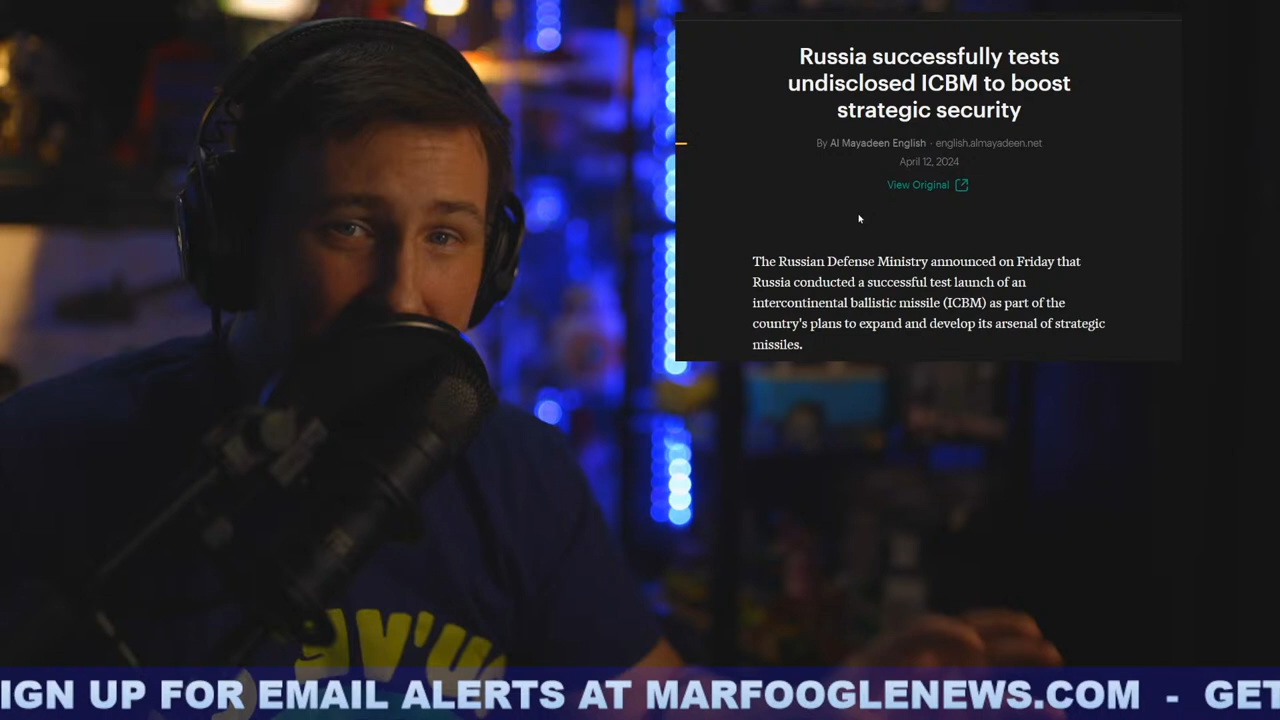 Russia successfully tests
undisclosed ICBM to boost
strategic security
By Al Mayadeen English · english.almayadeen.net
April 12, 2024
View Original
The Russian Defense Ministry announced on Friday that
Russia conducted a successful test launch of an
intercontinental ballistic missile (ICBM) as part of the
country's plans to expand and develop its arsenal of strategic
missiles.
IGN UP FOR EMAIL ALERTS AT MARFOOGLENEWS.COM - GET